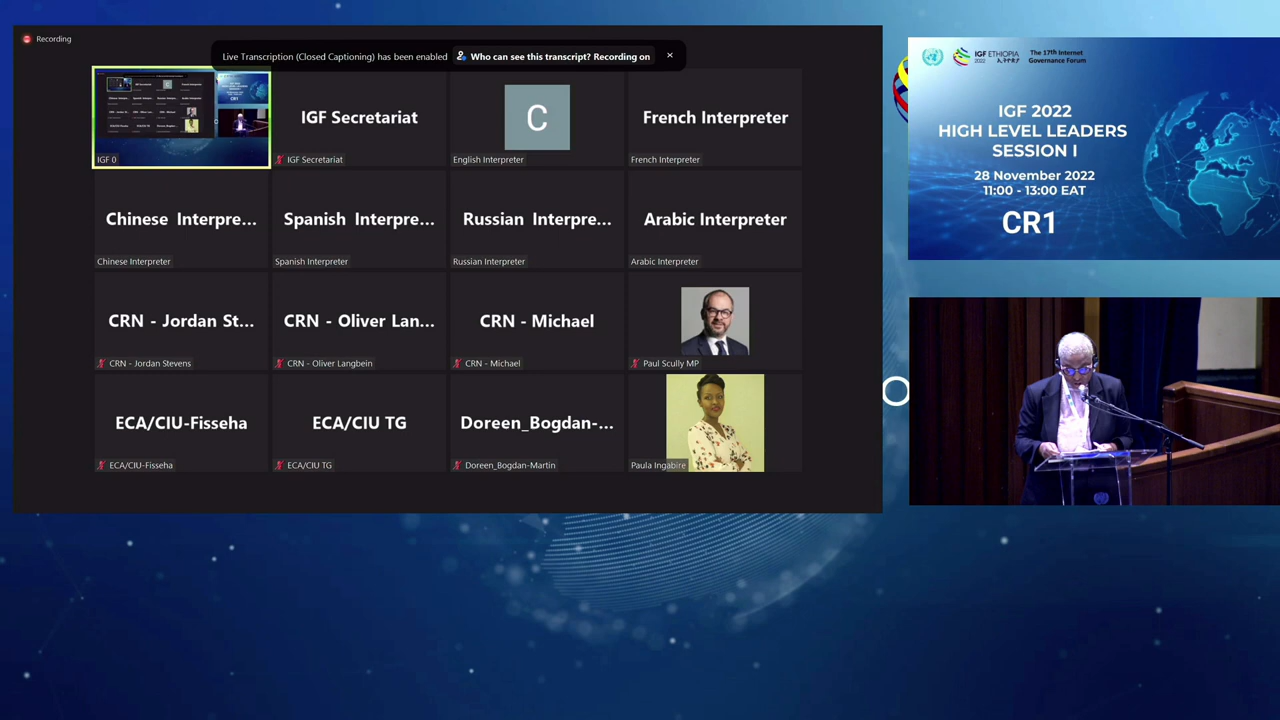 Recording
Live Transcription (Closed Captioning) has been enabled
Who can see this transcript? Recording on
IGF 0
IGF Secretariat
IGF Secretariat
C
English Interpreter
French Interpreter
French Interpreter
Chinese Interpre...
Chinese Interpreter
Spanish Interpre...
Spanish Interpreter
Russian Interpre...
Russian Interpreter
Arabic Interpreter
Arabic Interpreter
CRN - Jordan St...
CRN - Jordan Stevens
CRN - Oliver Lan...
CRN - Oliver Langbein
CRN - Michael
CRN - Michael
Paul Scully MP
ECA/CIU-Fisseha
ECA/CIU-Fisseha
ECA/CIU TG
ECA/CIU TG
Doreen_Bogdan-...
Doreen_Bogdan-Martin
Paula Ingabire
IGF ETHIOPIA
2022 ኢትዮጵያ
The 17th Internet
Governance Forum
IGF 2022
HIGH LEVEL LEADERS
SESSION I
28 November 2022
11:00 - 13:00 EAT
CR1